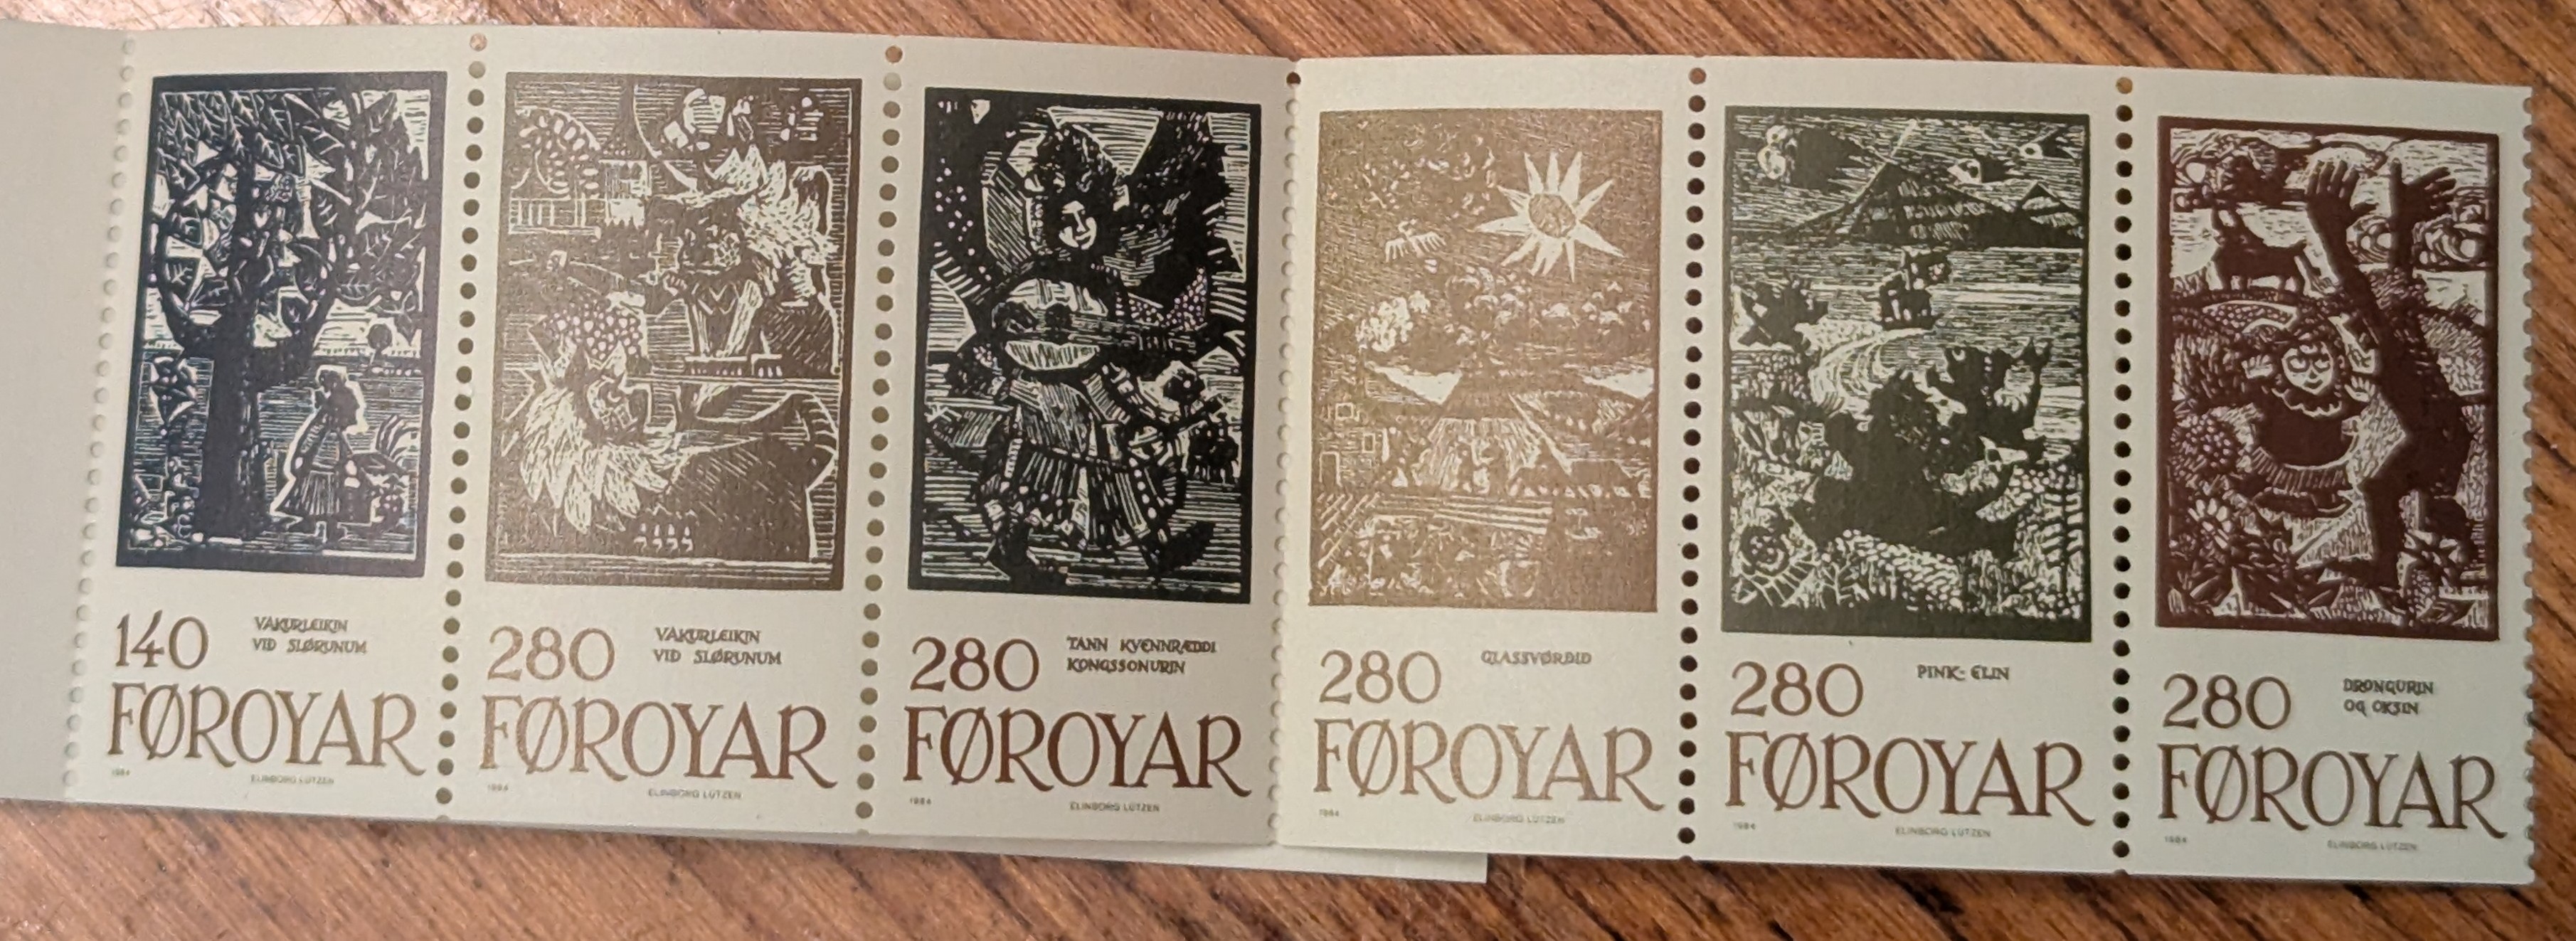 140
VAKURLEIKIN
VID SLØRUNUM
FØROYAR
1984
ELINBORG LÜTZEN
280
VAKURLEIKIN
VID SLØRUNUM
FØROYAR
1984
ELINBORG LÜTZEN
280
TANN KVENNRÆDDI
KONGSSONURIN
FØROYAR
1984
ELINBORG LÜTZEN
280
GLASSVØRDID
FØROYAR
1984
ELINBORG LÜTZEN
280
PINK-ELIN
FØROYAR
1984
ELINBORG LÜTZEN
280
DRONGURIN
OG OKSIN
FØROYAR
1984
ELINBORG LÜTZEN